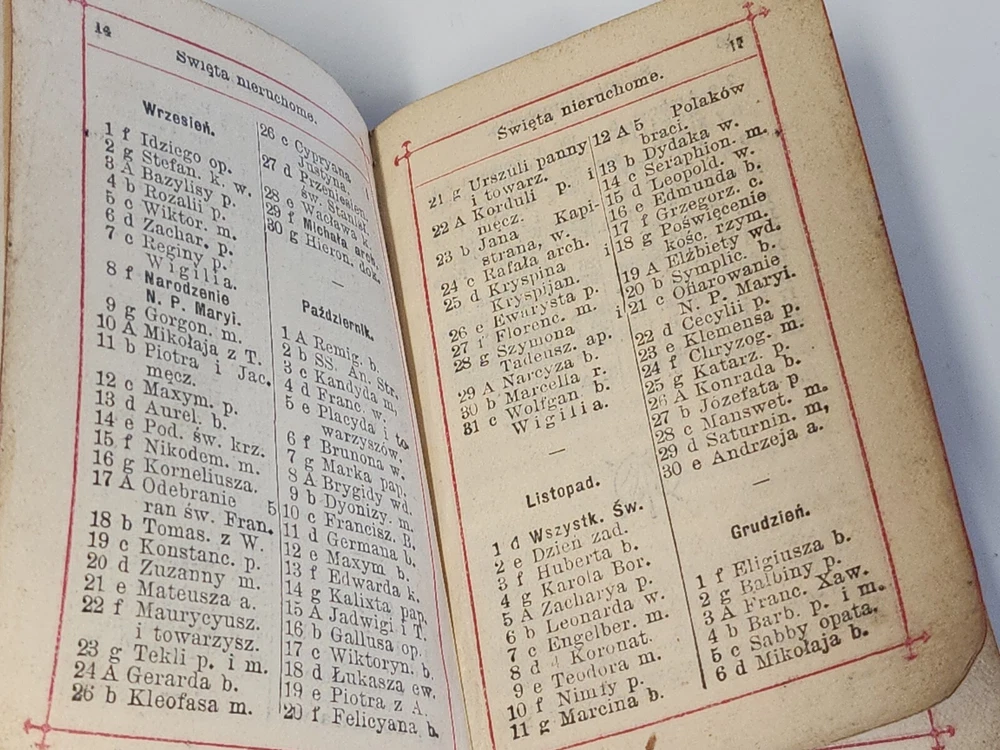 14
Święta nieruchome.
Wrzesień.
1 f Idziego op.
2 g Stefan. k. w.
3 A Bazylisy p.
4 b Rozalii p.
5 c Wiktor. m.
6 d Zachar. p.
7 e Reginy p.
Wigilia.
8 f Narodzenie
N. P. Maryi.
9 g Gorgon. m.
10 A Mikołaja z T.
11 b Piotra i Jac.
męcz.
12 c Maxym. p.
13 d Aurel. b.
14 e Pod. św. krz.
15 f Nikodem. m.
16 g Korneliusza.
17 A Odebranie 5
ran św. Fran.
18 b Tomas. z W.
19 c Konstanc. p.
20 d Zuzanny m.
21 e Mateusza a.
22 f Maurycyusz.
i towarzysz.
23 g Tekli p. i m.
24 A Gerarda b.
26 b Kleofasa m.
26 c Cypryana i
Justyna.
27 d Przeniesien.
św. Stanisł.
28 e Wacława k.
29 f Michała arch.
30 g Hieron. dok.
—
Październik.
1 A Remig. b.
2 b SS. An. Str.
3 c Kandyda m,
4 d Franc. w.
5 e Placyda i to-
warzyszów.
6 f Brunona w.
7 g Marka pap.
8 A Brygidy wd.
9 b Dyonizy. m.
10 c Francisz. B.
11 d Germana b.
12 e Maxym b.
13 f Edwarda k.
14 g Kalixta pap.
15 A Jadwigi i T.
16 b Gallusa op.
17 c Wiktoryn. b.
18 d Łukasza ew.
19 e Piotra z A.
20 f Felicyana b.
17
Święta nieruchome.
21 g Urszuli panny
i towarz.
22 A Korduli p. i
męcz.
23 b Jana Kapi-
strana, w.
24 c Rafała arch.
25 d Kryspina i
Kryspijan.
26 e Ewarysta p.
27 f Florenc. m.
28 g Szymona i
Tadeusz. ap.
29 A Narcyza b.
30 b Marcella r.
31 c Wolfgan. b.
Wigilia.
—
Listopad.
1 d Wszystk. Św.
2 e Dzień zad.
3 f Huberta b.
4 g Karola Bor.
5 A Zacharya p.
6 b Leonarda w.
7 c Engelber. m.
8 d 4 Koronat.
9 e Teodora m.
10 f Nimfy p.
11 g Marcina b.
12 A 5 Polaków
braci.
13 b Dydaka w.
14 c Seraphion. m.
15 d Leopold. w.
16 e Edmunda b.
17 f Grzegorz. c.
18 g Poświęcenie
kość. rzym.
19 A Elżbiety wd.
20 b Symplic. b.
21 c Ofiarowanie
N. P. Maryi.
22 d Cecylii p.
23 e Klemensa p.
24 f Chryzog. m.
25 g Katarz. p.
26 A Konrada b.
27 b Józefata p m.
28 c Manswet. m.
29 d Saturnin. m,
30 e Andrzeja a.
—
Grudzień.
1 f Eligiusza b.
2 g Balbiny p.
3 A Franc. Xaw.
4 b Barb. p. i m.
5 c Sabby opata.
6 d Mikołaja b.